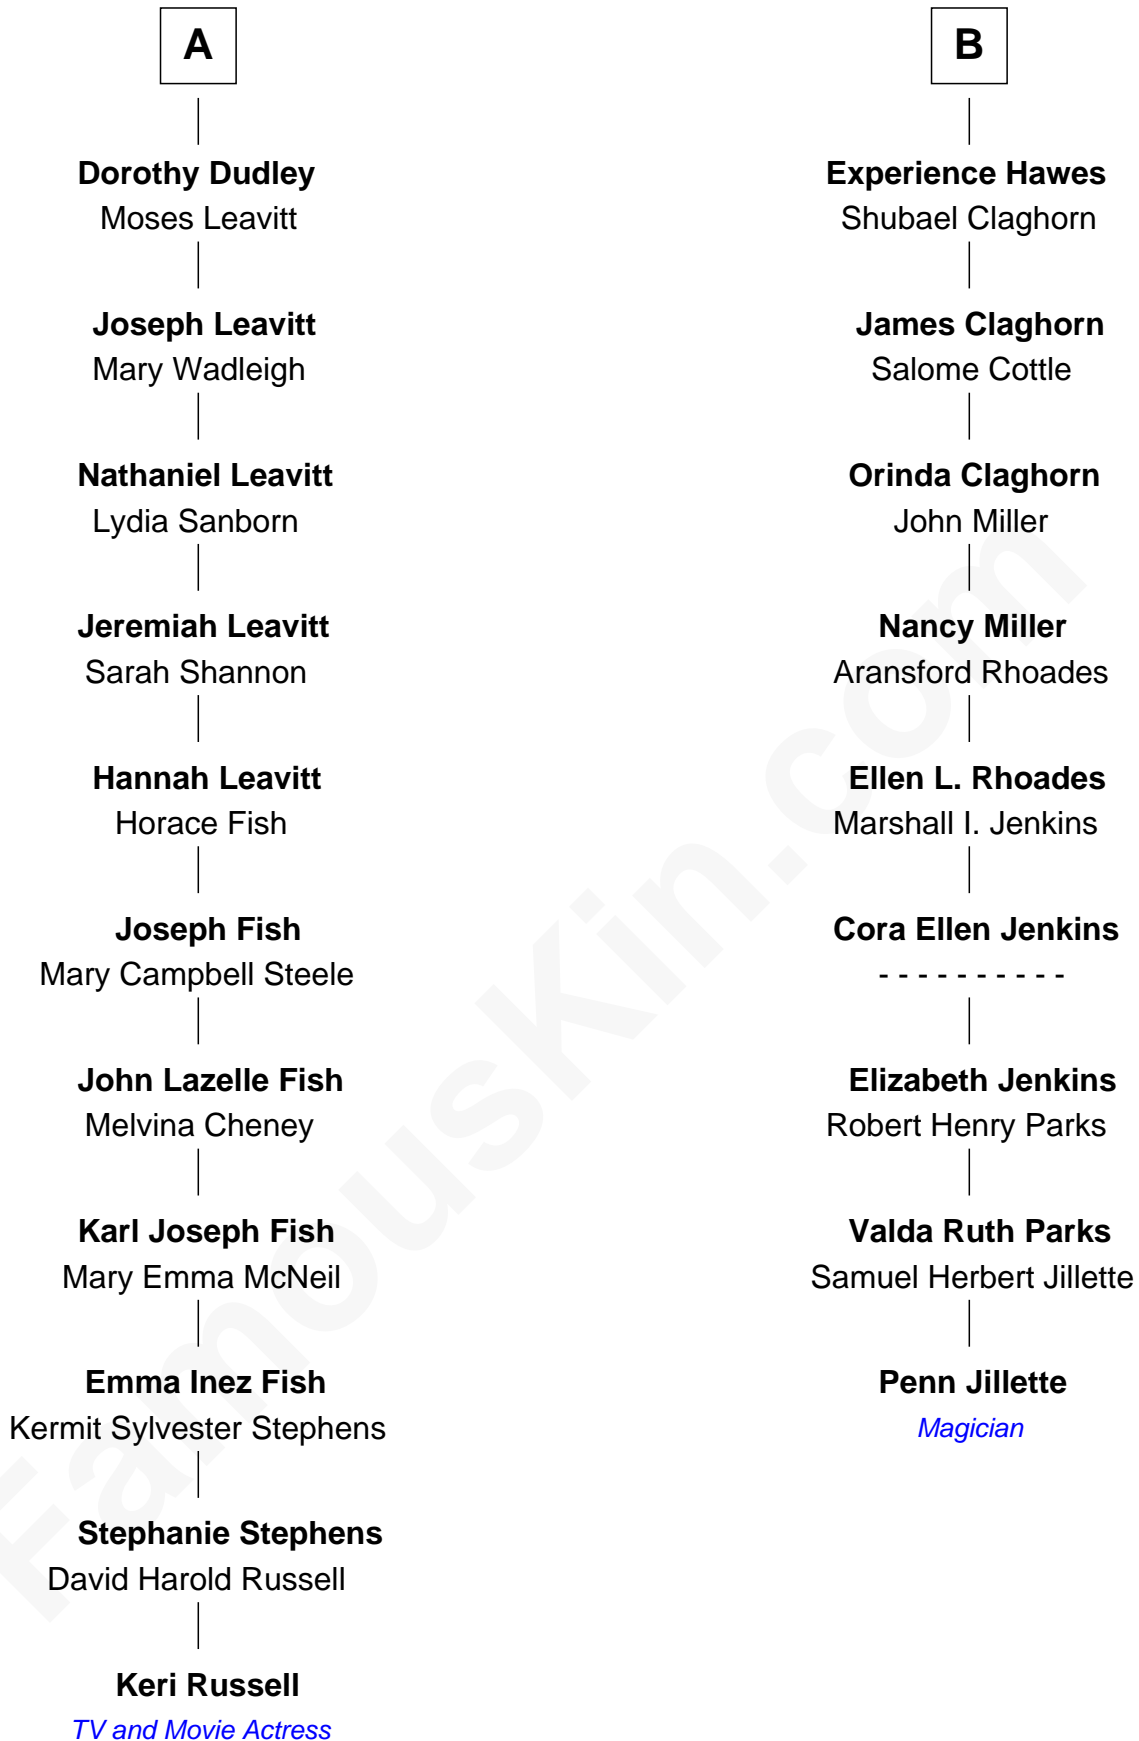 A
Dorothy Dudley
Moses Leavitt
Joseph Leavitt
Mary Wadleigh
Nathaniel Leavitt
Lydia Sanborn
Jeremiah Leavitt
Sarah Shannon
Hannah Leavitt
Horace Fish
Joseph Fish
Mary Campbell Steele
John Lazelle Fish
Melvina Cheney
Karl Joseph Fish
Mary Emma McNeil
Emma Inez Fish
Kermit Sylvester Stephens
Stephanie Stephens
David Harold Russell
Keri Russell
TV and Movie Actress
B
Experience Hawes
Shubael Claghorn
James Claghorn
Salome Cottle
Orinda Claghorn
John Miller
Nancy Miller
Aransford Rhoades
Ellen L. Rhoades
Marshall I. Jenkins
Cora Ellen Jenkins
- - - - - - - - - -
Elizabeth Jenkins
Robert Henry Parks
Valda Ruth Parks
Samuel Herbert Jillette
Penn Jillette
Magician
FamousKin.com